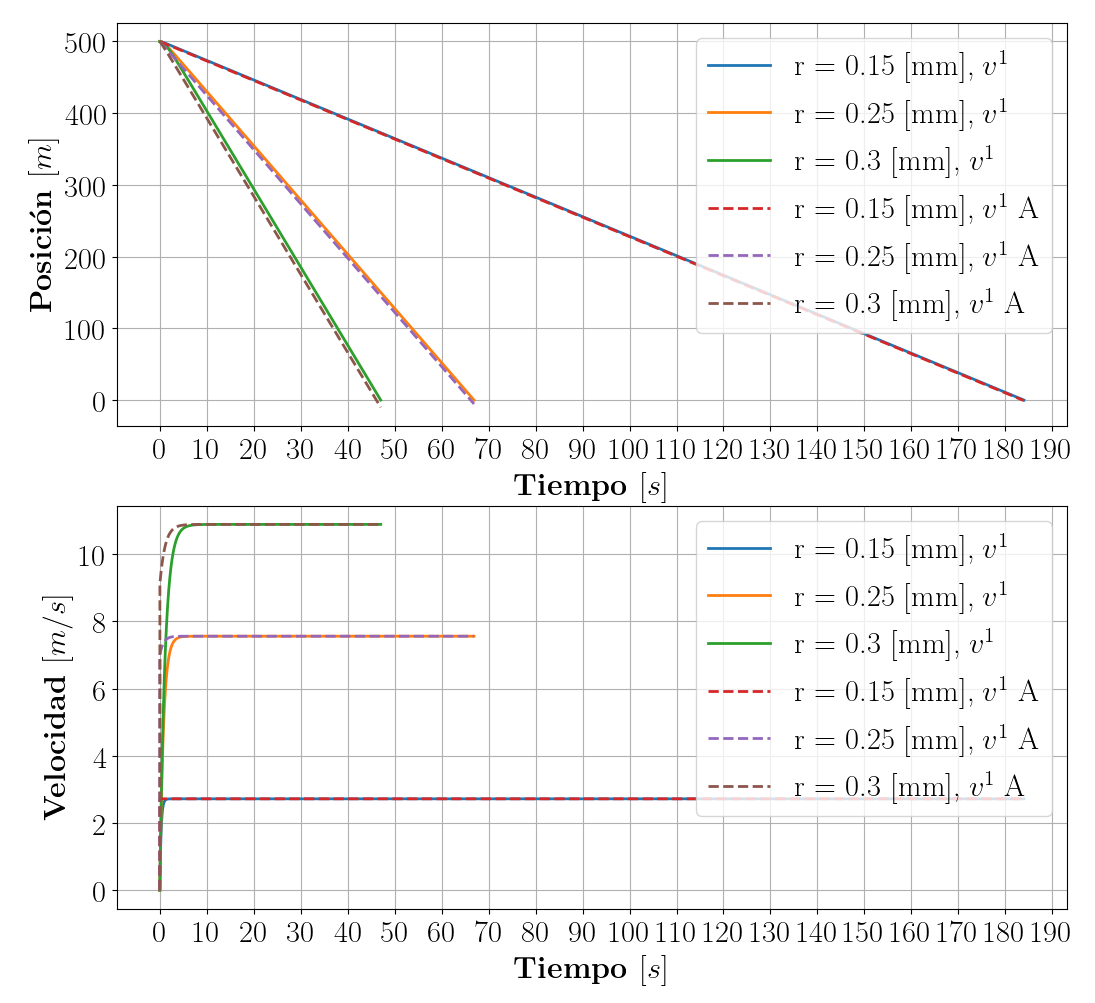 500
400
300
200
100
0
Posición [m]
0 10 20 30 40 50 60 70 80 90 100 110 120 130 140 150 160 170 180 190
Tiempo [s]
r = 0.15 [mm], v¹
r = 0.25 [mm], v¹
r = 0.3 [mm], v¹
r = 0.15 [mm], v¹ A
r = 0.25 [mm], v¹ A
r = 0.3 [mm], v¹ A
10
8
6
4
2
0
Velocidad [m/s]
0 10 20 30 40 50 60 70 80 90 100 110 120 130 140 150 160 170 180 190
Tiempo [s]
r = 0.15 [mm], v¹
r = 0.25 [mm], v¹
r = 0.3 [mm], v¹
r = 0.15 [mm], v¹ A
r = 0.25 [mm], v¹ A
r = 0.3 [mm], v¹ A